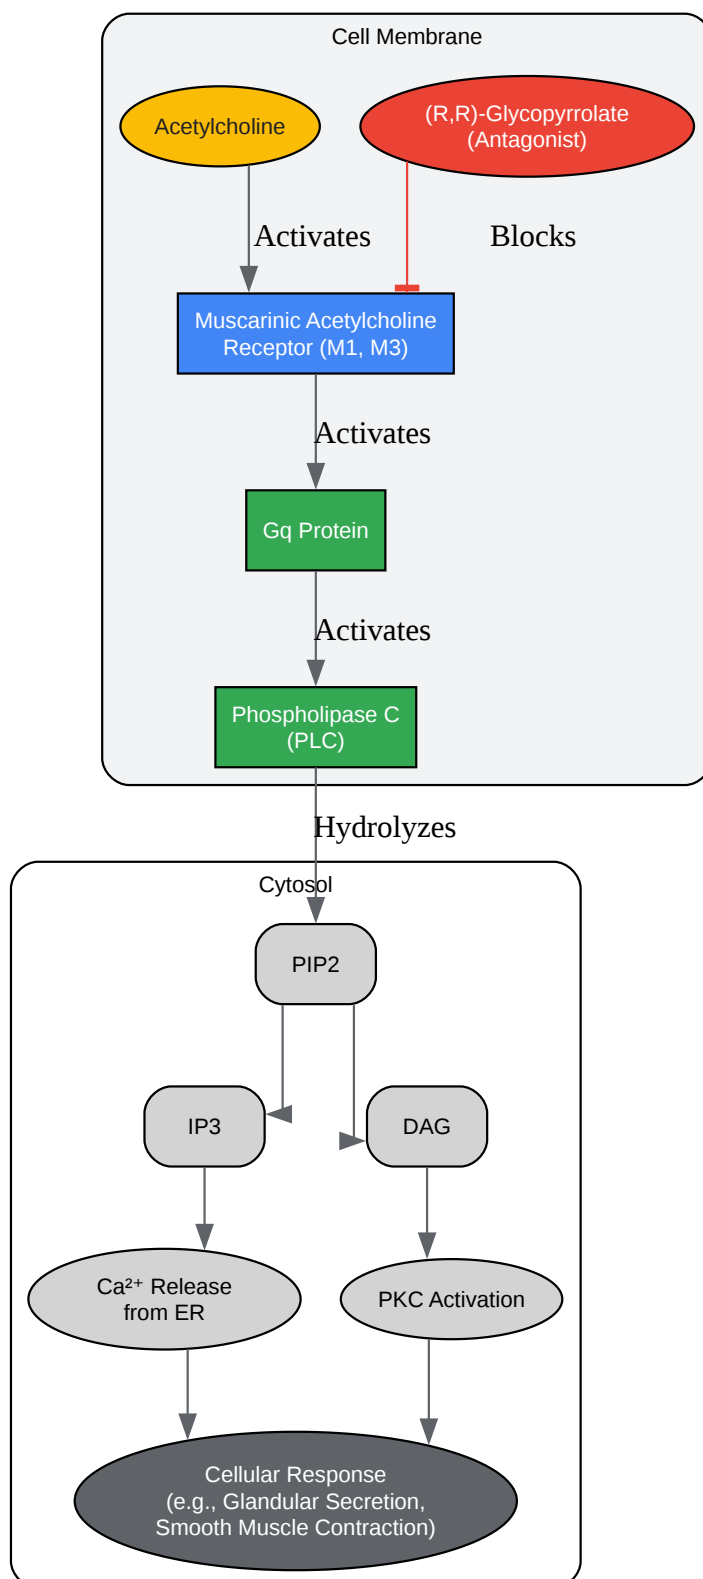 Cell Membrane
Acetylcholine
(R,R)-Glycopyrrolate
(Antagonist)
Activates
Blocks
Muscarinic Acetylcholine
Receptor (M1, M3)
Activates
Gq Protein
Activates
Phospholipase C
(PLC)
Hydrolyzes
Cytosol
PIP2
IP3
DAG
Ca²⁺ Release
from ER
PKC Activation
Cellular Response
(e.g., Glandular Secretion,
Smooth Muscle Contraction)